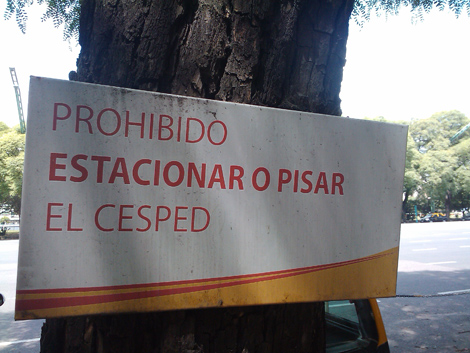 PROHIBIDO
ESTACIONAR O PISAR
EL CESPED